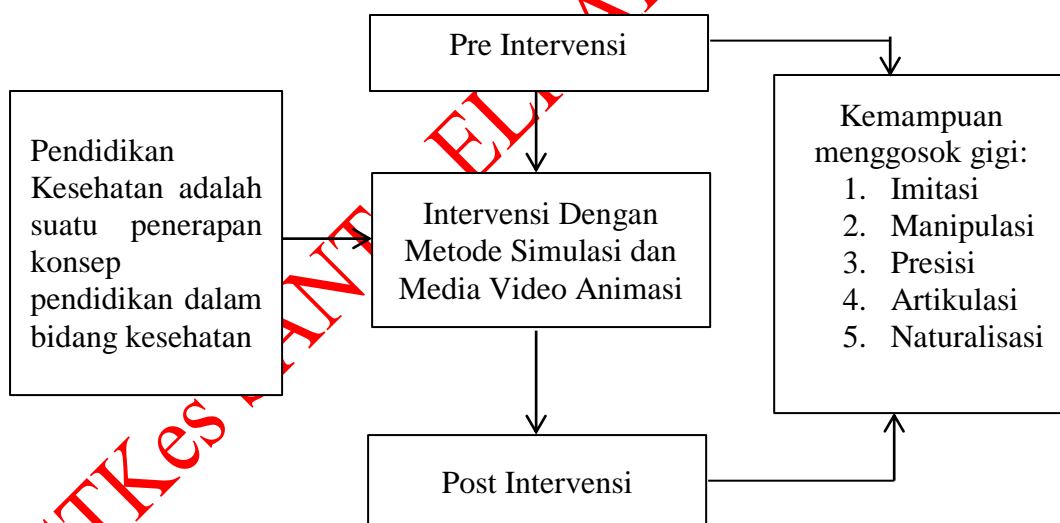 Pre Intervensi
Pendidikan
Kesehatan adalah
suatu penerapan
konsep
pendidikan dalam
bidang kesehatan
Intervensi Dengan
Metode Simulasi dan
Media Video Animasi
Kemampuan
menggosok gigi:
1. Imitasi
2. Manipulasi
3. Presisi
4. Artikulasi
5. Naturalisasi
Post Intervensi